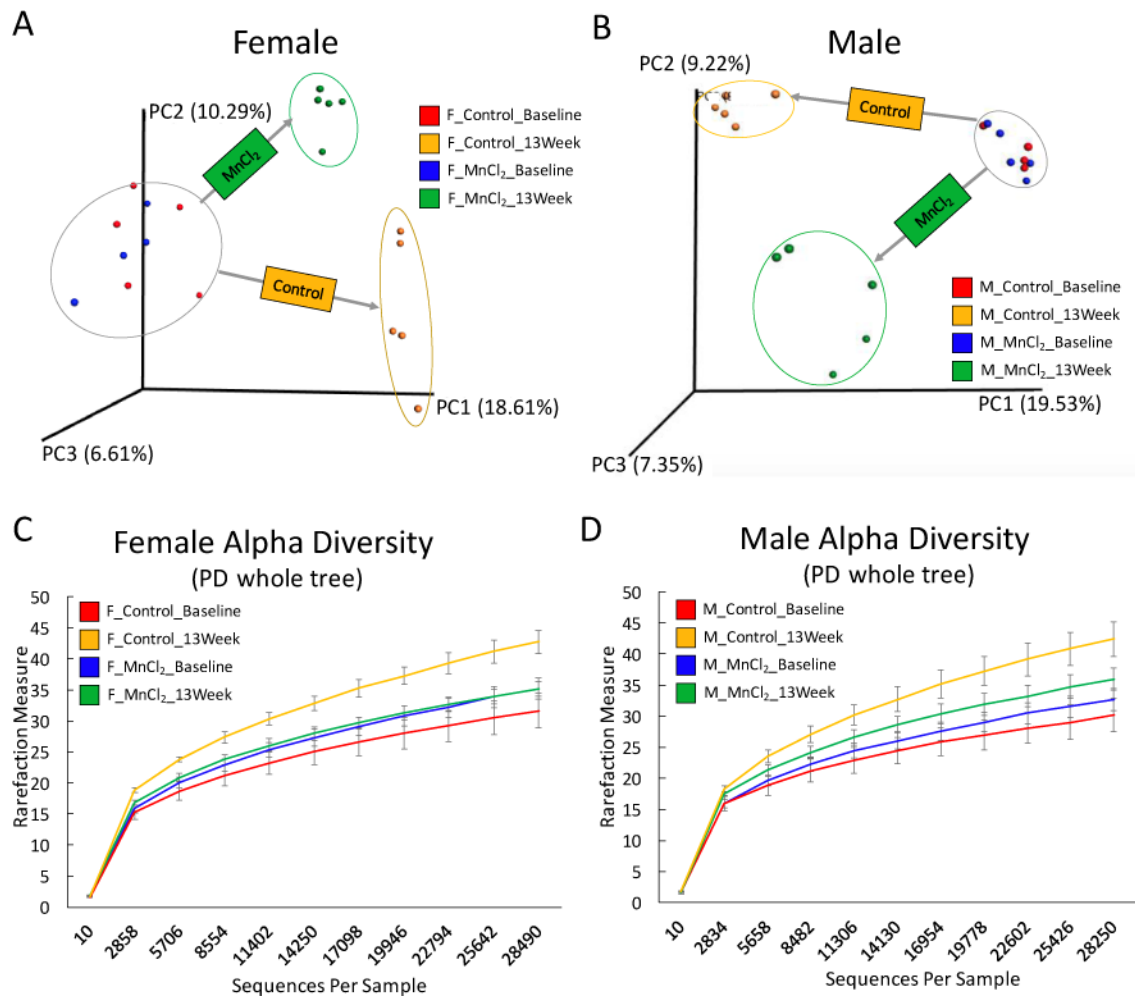 A
Female
PC2 (10.29%)
MnCl₂
Control
F_Control_Baseline
F_Control_13Week
F_MnCl₂_Baseline
F_MnCl₂_13Week
PC1 (18.61%)
PC3 (6.61%)
B
Male
PC2 (9.22%)
Control
MnCl₂
M_Control_Baseline
M_Control_13Week
M_MnCl₂_Baseline
M_MnCl₂_13Week
PC1 (19.53%)
PC3 (7.35%)
C
Female Alpha Diversity
(PD whole tree)
F_Control_Baseline
F_Control_13Week
F_MnCl₂_Baseline
F_MnCl₂_13Week
Rarefaction Measure
50
45
40
35
30
25
20
15
10
5
0
10
2858
5706
8554
11402
14250
17098
19946
22794
25642
28490
Sequences Per Sample
D
Male Alpha Diversity
(PD whole tree)
M_Control_Baseline
M_Control_13Week
M_MnCl₂_Baseline
M_MnCl₂_13Week
Rarefaction Measure
50
45
40
35
30
25
20
15
10
5
0
10
2834
5658
8482
11306
14130
16954
19778
22602
25426
28250
Sequences Per Sample